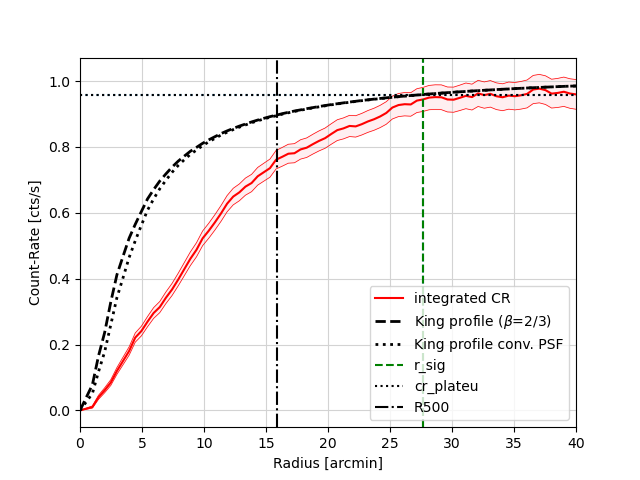 1.0
0.8
0.6
0.4
0.2
0.0
Count-Rate [cts/s]
integrated CR
King profile (β=2/3)
King profile conv. PSF
r_sig
cr_plateu
R500
0 5 10 15 20 25 30 35 40
Radius [arcmin]